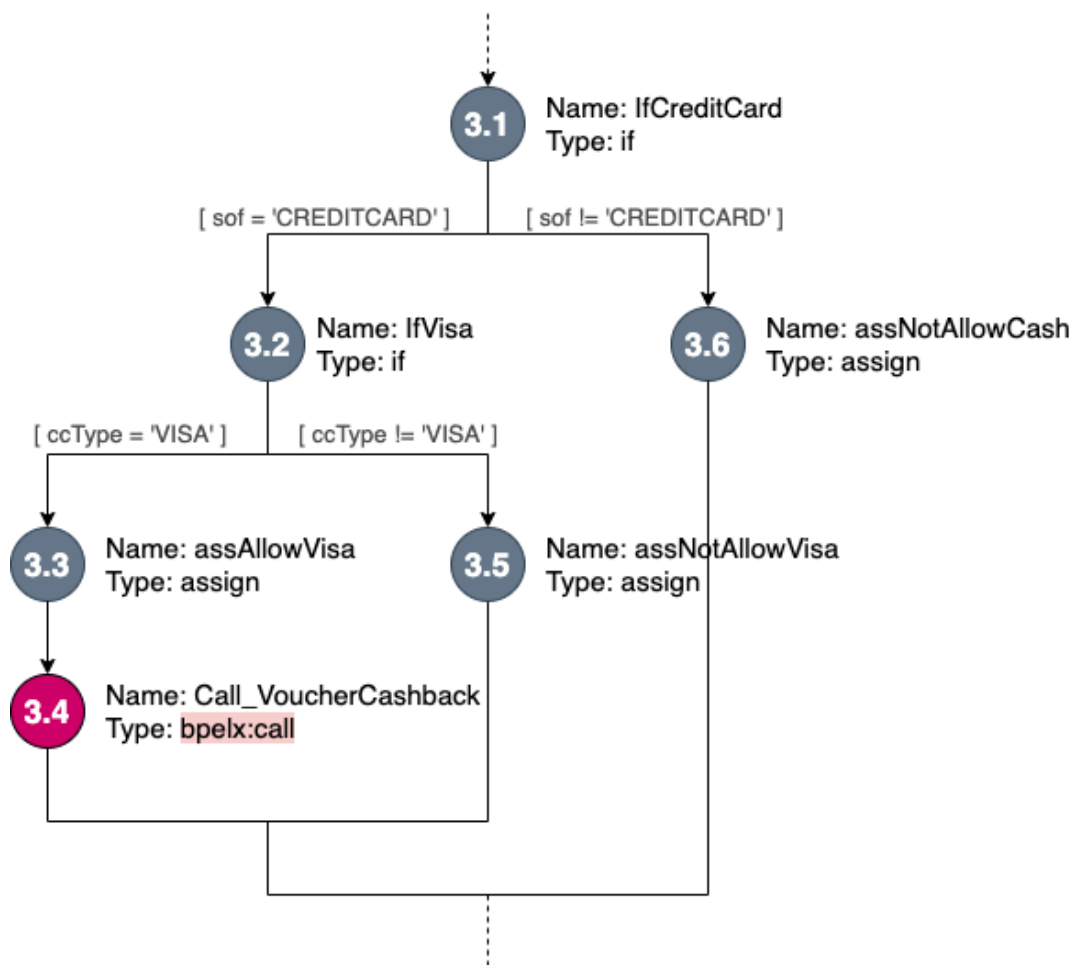 3.1
Name: IfCreditCard
Type: if
[ sof = 'CREDITCARD' ]
[ sof != 'CREDITCARD' ]
3.2
Name: IfVisa
Type: if
3.6
Name: assNotAllowCash
Type: assign
[ ccType = 'VISA' ]
[ ccType != 'VISA' ]
3.3
Name: assAllowVisa
Type: assign
3.5
Name: assNotAllowVisa
Type: assign
3.4
Name: Call_VoucherCashback
Type: bpelx:call